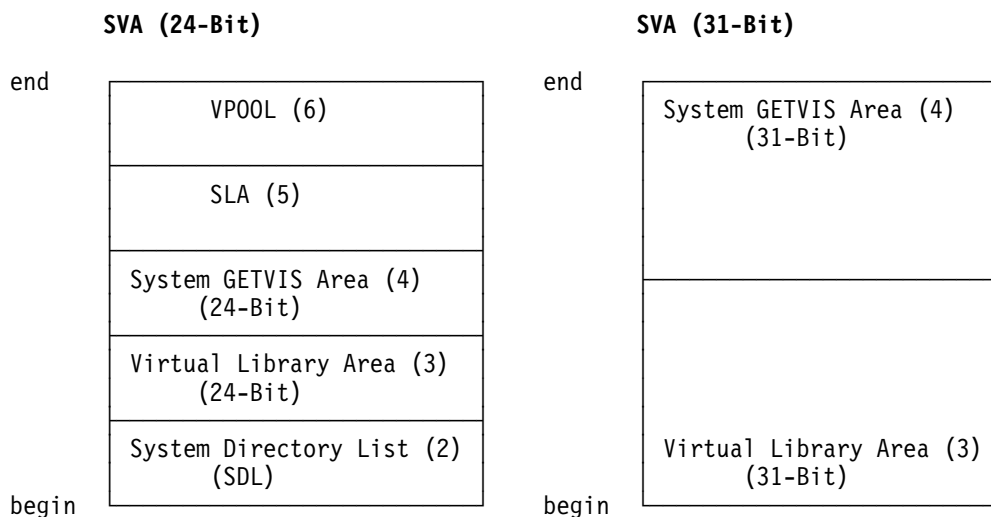 SVA (24-Bit)
end
VPOOL (6)
SLA (5)
System GETVIS Area (4)
(24-Bit)
Virtual Library Area (3)
(24-Bit)
System Directory List (2)
(SDL)
begin
SVA (31-Bit)
end
System GETVIS Area (4)
(31-Bit)
Virtual Library Area (3)
(31-Bit)
begin